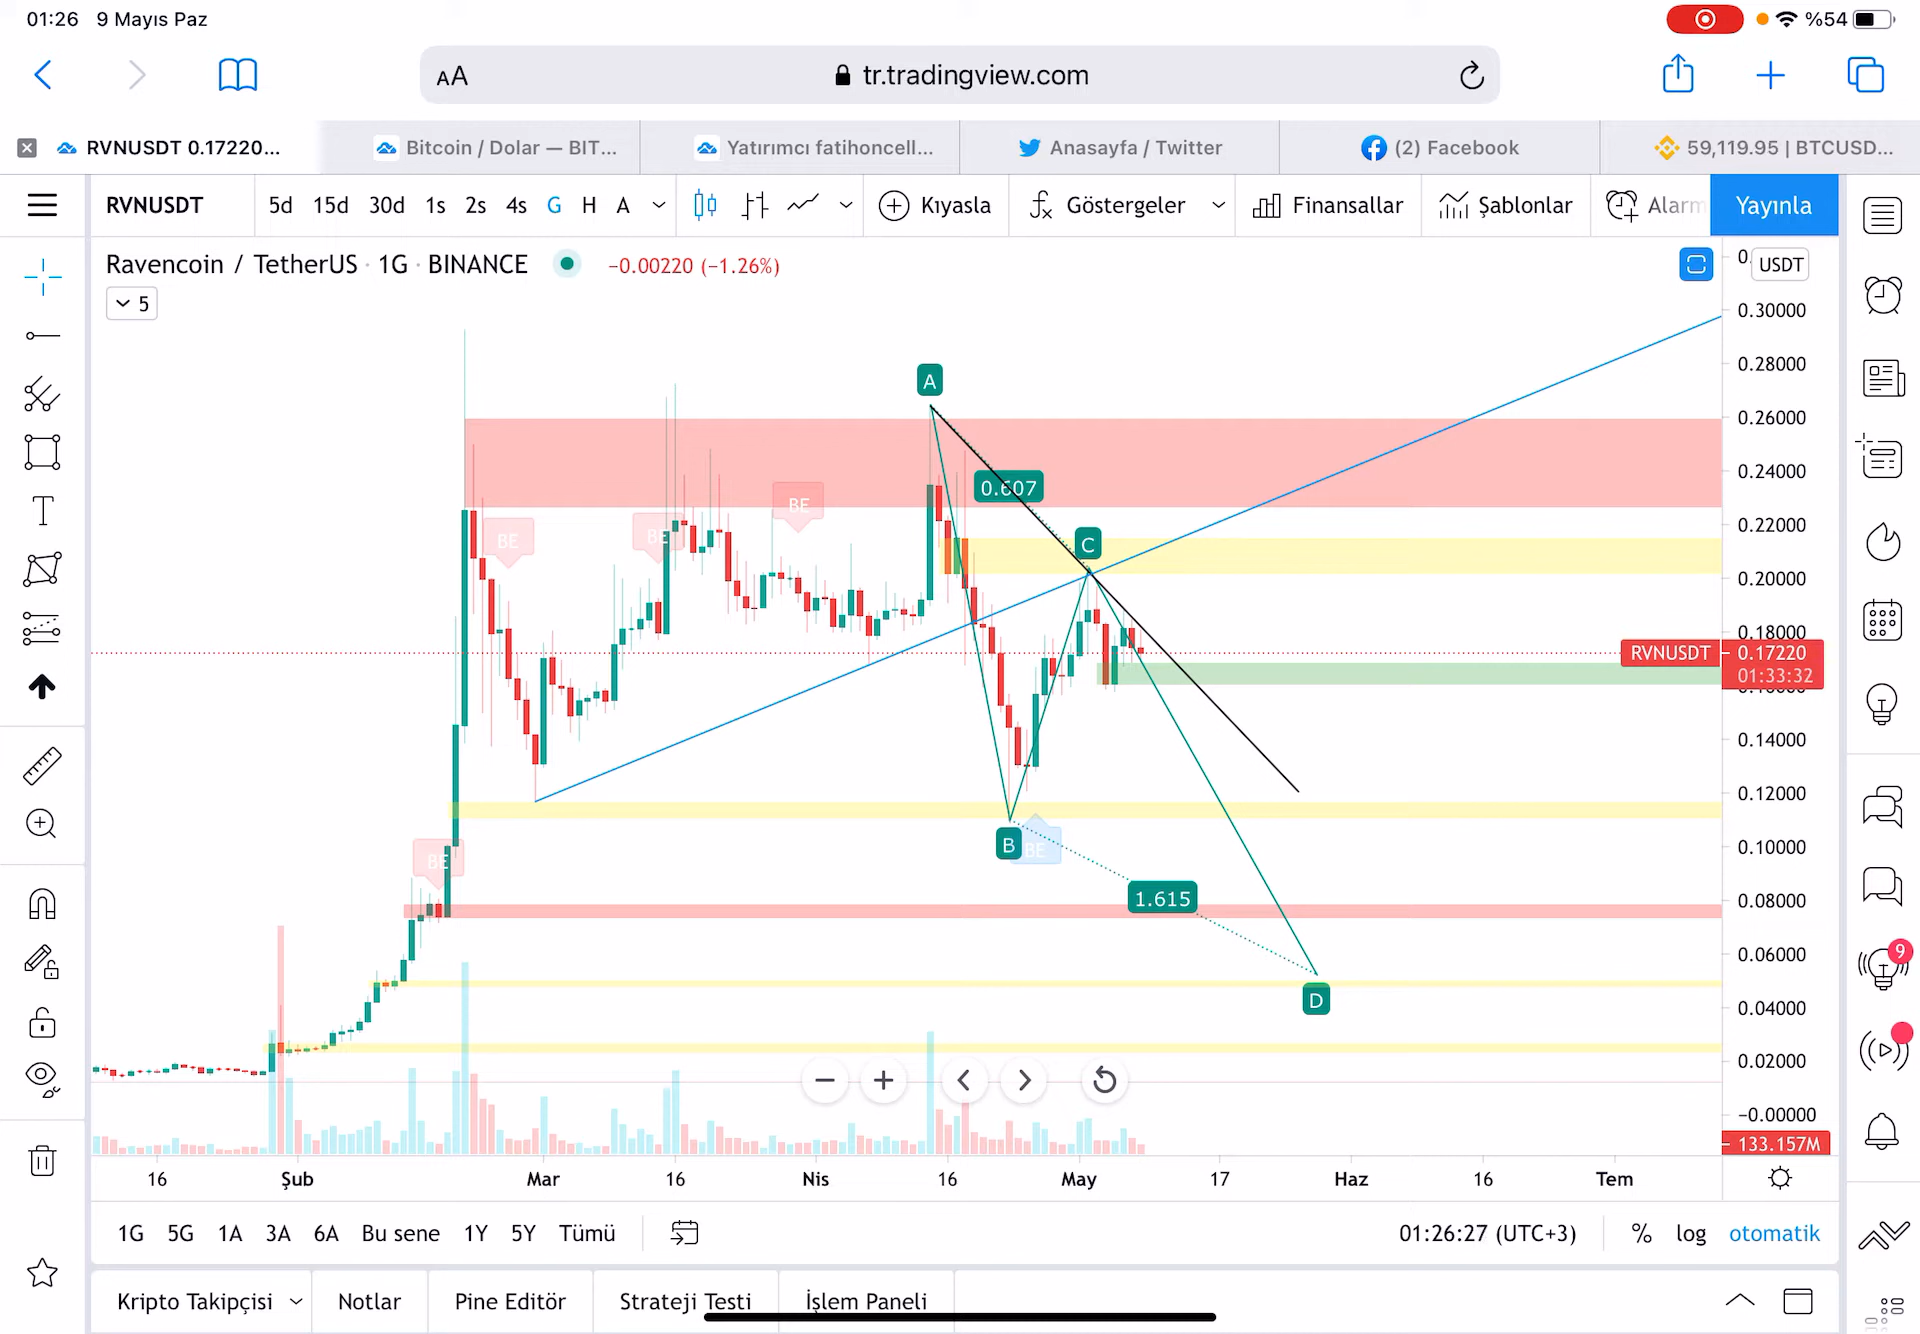 01:26 9 Mayıs Paz
%54
AA
tr.tradingview.com
RVNUSDT 0.17220...
Bitcoin / Dolar — BIT...
Yatırımcı fatihoncell...
Anasayfa / Twitter
(2) Facebook
59,119.95 | BTCUSD...
RVNUSDT
5d 15d 30d 1s 2s 4s G H A
Kıyasla
Göstergeler
Finansallar
Şablonlar
Alarm
Yayınla
Ravencoin / TetherUS · 1G · BINANCE
−0.00220 (−1.26%)
USDT
5
0.30000
0.28000
A
0.26000
0.24000
0.607
BE
0.22000
BE
BE
C
0.20000
0.18000
RVNUSDT
0.17220
01:33:32
0.14000
0.12000
B
BE
0.10000
BE
1.615
0.08000
0.06000
9
D
0.04000
0.02000
−0.00000
133.157M
16 Şub Mar 16 Nis 16 May 17 Haz 16 Tem
1G 5G 1A 3A 6A Bu sene 1Y 5Y Tümü
01:26:27 (UTC+3)
% log otomatik
Kripto Takipçisi
Notlar
Pine Editör
Strateji Testi
İşlem Paneli